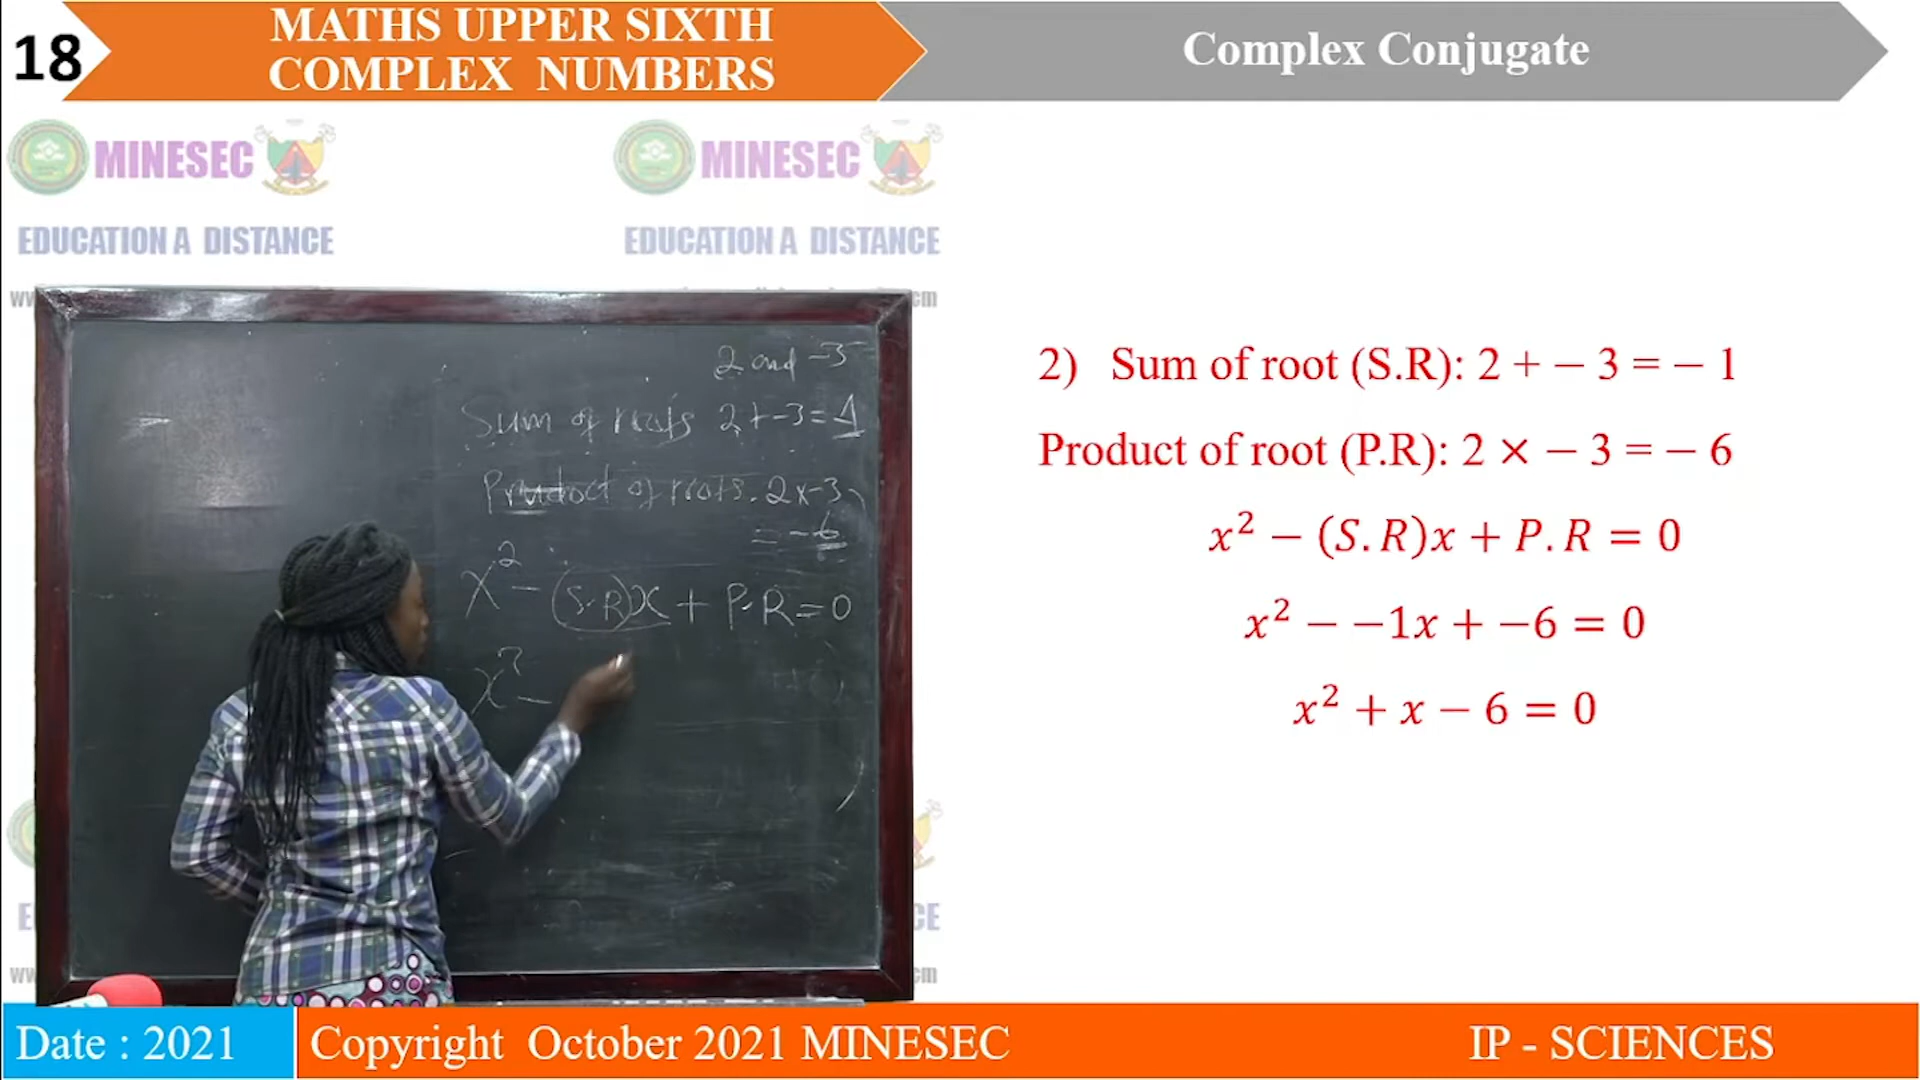 18
MATHS UPPER SIXTH
COMPLEX NUMBERS
Complex Conjugate
MINESEC
MINESEC
EDUCATION A DISTANCE
EDUCATION A DISTANCE
2 and -3
Sum of roots 2+-3=-1
Product of roots. 2x-3
= -6
x² - (S.R)x + P.R=0
x² -
2) Sum of root (S.R): 2 + − 3 = − 1
Product of root (P.R): 2 × − 3 = − 6
x² − (S.R)x + P.R = 0
x² − −1x + −6 = 0
x² + x − 6 = 0
Date : 2021
Copyright October 2021 MINESEC
IP - SCIENCES